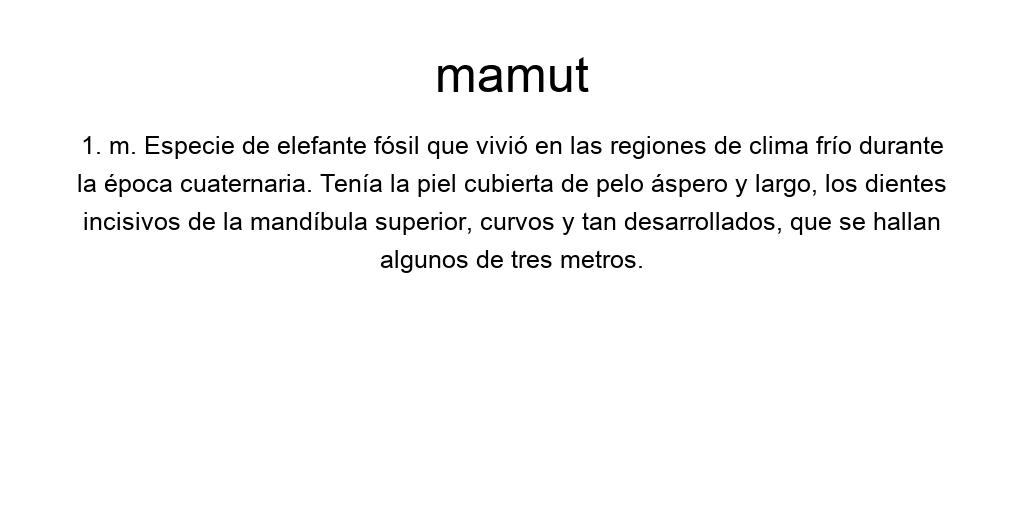 mamut
1. m. Especie de elefante fósil que vivió en las regiones de clima frío durante
la época cuaternaria. Tenía la piel cubierta de pelo áspero y largo, los dientes
incisivos de la mandíbula superior, curvos y tan desarrollados, que se hallan
algunos de tres metros.